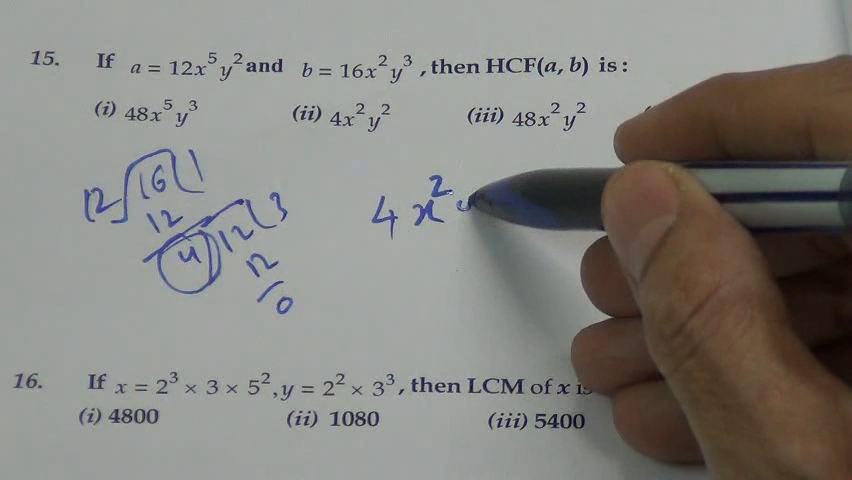 15. If a = 12x⁵y² and b = 16x²y³, then HCF(a, b) is:
(i) 48x⁵y³ (ii) 4x²y² (iii) 48x²y² (
12 16 1
12
4 12 3
12
0
4x²
16. If x = 2³ × 3 × 5², y = 2² × 3³, then LCM of x is
(i) 4800 (ii) 1080 (iii) 5400